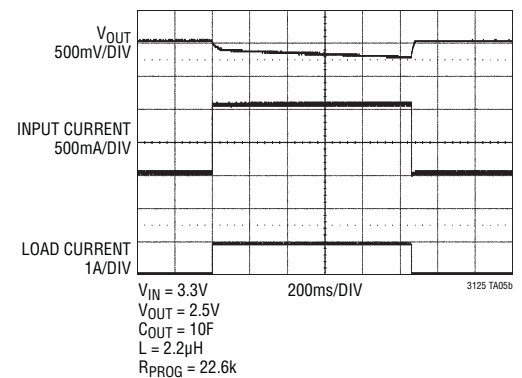 VOUT
500mV/DIV
INPUT CURRENT
500mA/DIV
LOAD CURRENT
1A/DIV
VIN = 3.3V
200ms/DIV
3125 TA05b
VOUT = 2.5V
COUT = 10F
L = 2.2µH
RPROG = 22.6k